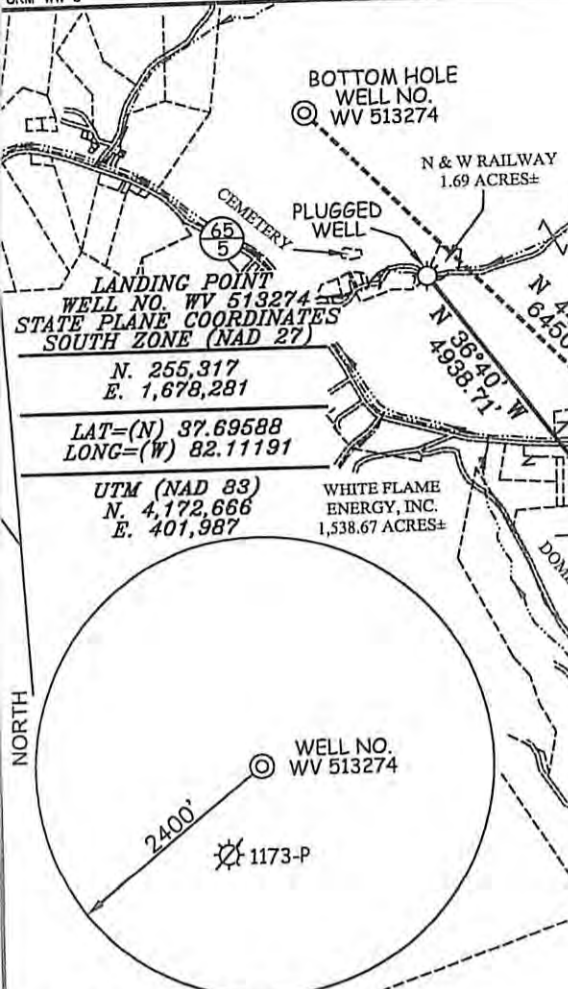 BOTTOM HOLE
WELL NO.
WV 513274
N & W RAILWAY
1.69 ACRES±
CEMETERY
PLUGGED
WELL
65
5
LANDING POINT
WELL NO. WV 513274
STATE PLANE COORDINATES
SOUTH ZONE (NAD 27)
N. 255,317
E. 1,678,281
LAT=(N) 37.69588
LONG=(W) 82.11191
UTM (NAD 83)
N. 4,172,666
E. 401,987
N 36°40' W
4938.71'
N 4
6450
WHITE FLAME
ENERGY, INC.
1,538.67 ACRES±
NORTH
WELL NO.
WV 513274
2400'
1173-P